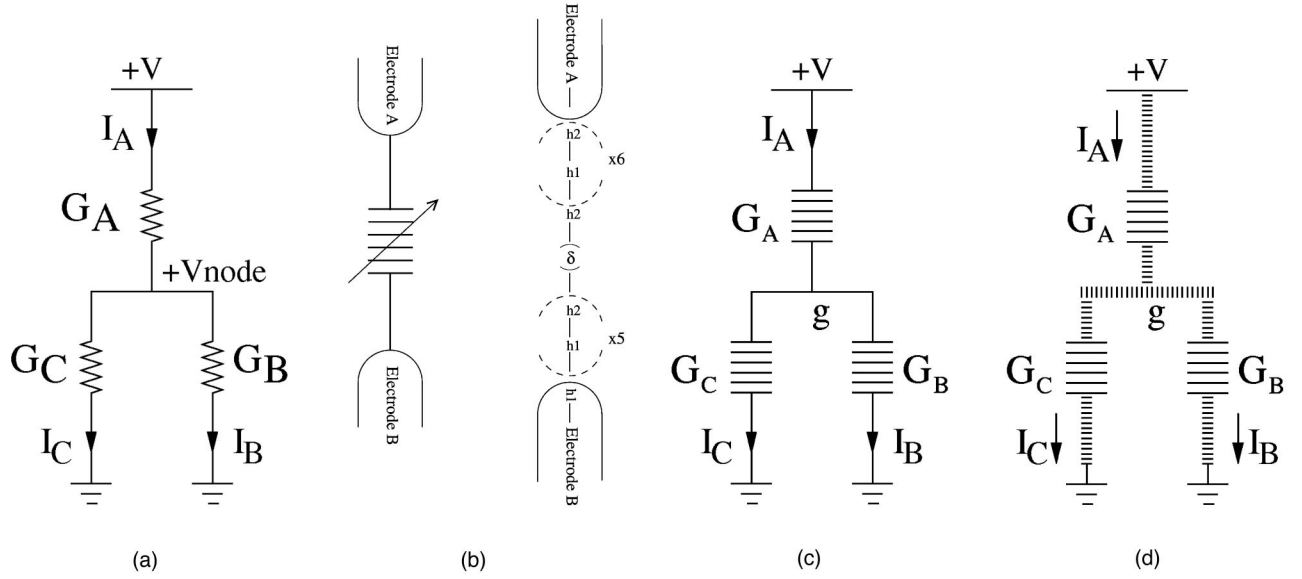 +V
I_A
G_A
+Vnode
G_C
G_B
I_C
I_B
(a)
Electrode A
Electrode B
Electrode A
h2
h1
x6
h2
(δ)
h2
h1
x5
h1
Electrode B
(b)
+V
I_A
G_A
g
G_C
G_B
I_C
I_B
(c)
+V
I_A
G_A
g
G_C
G_B
I_C
I_B
(d)